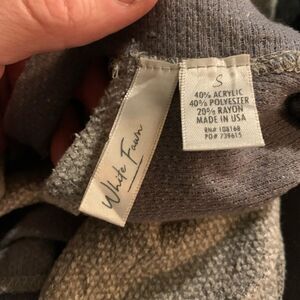 White Fawn
S
40% ACRYLIC
40% POLYESTER
20% RAYON
MADE IN USA
RN# 108168
PO# 739615